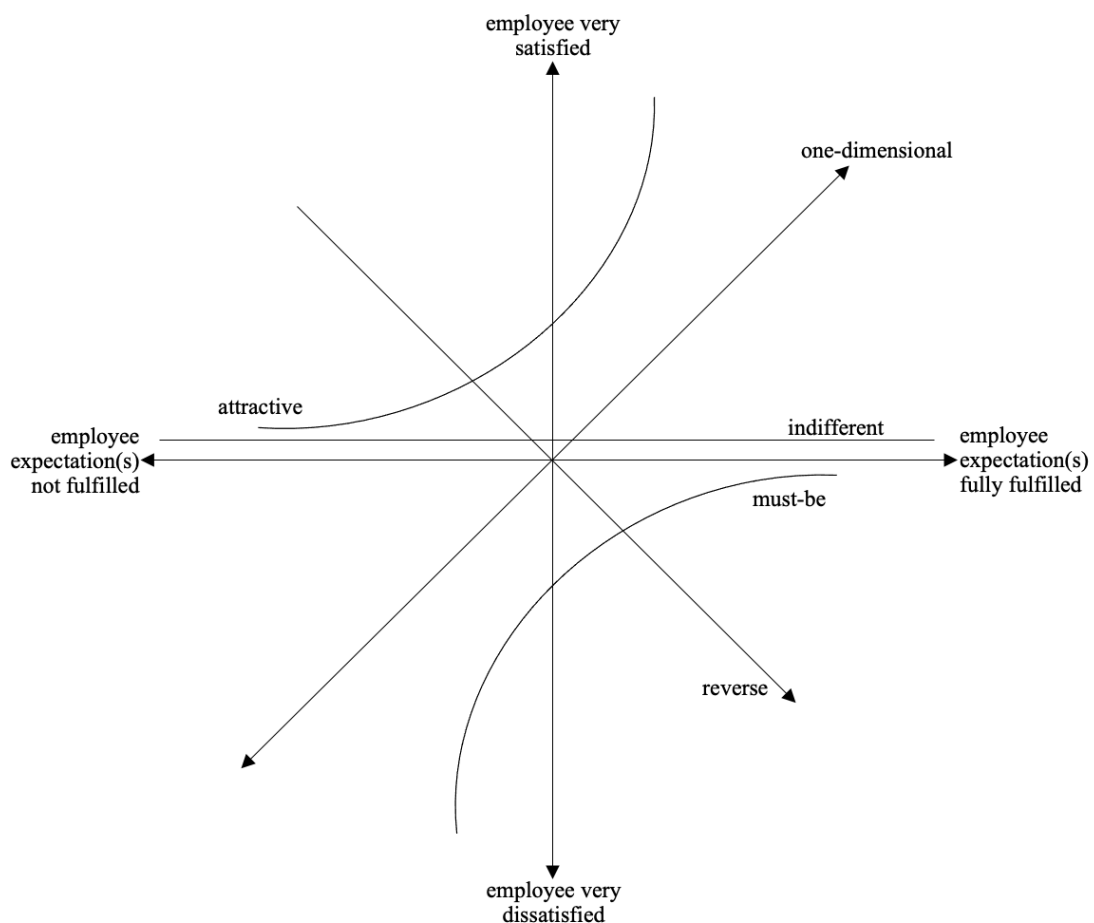 employee very
satisfied
one-dimensional
attractive
indifferent
employee
expectation(s)
not fulfilled
employee
expectation(s)
fully fulfilled
must-be
reverse
employee very
dissatisfied